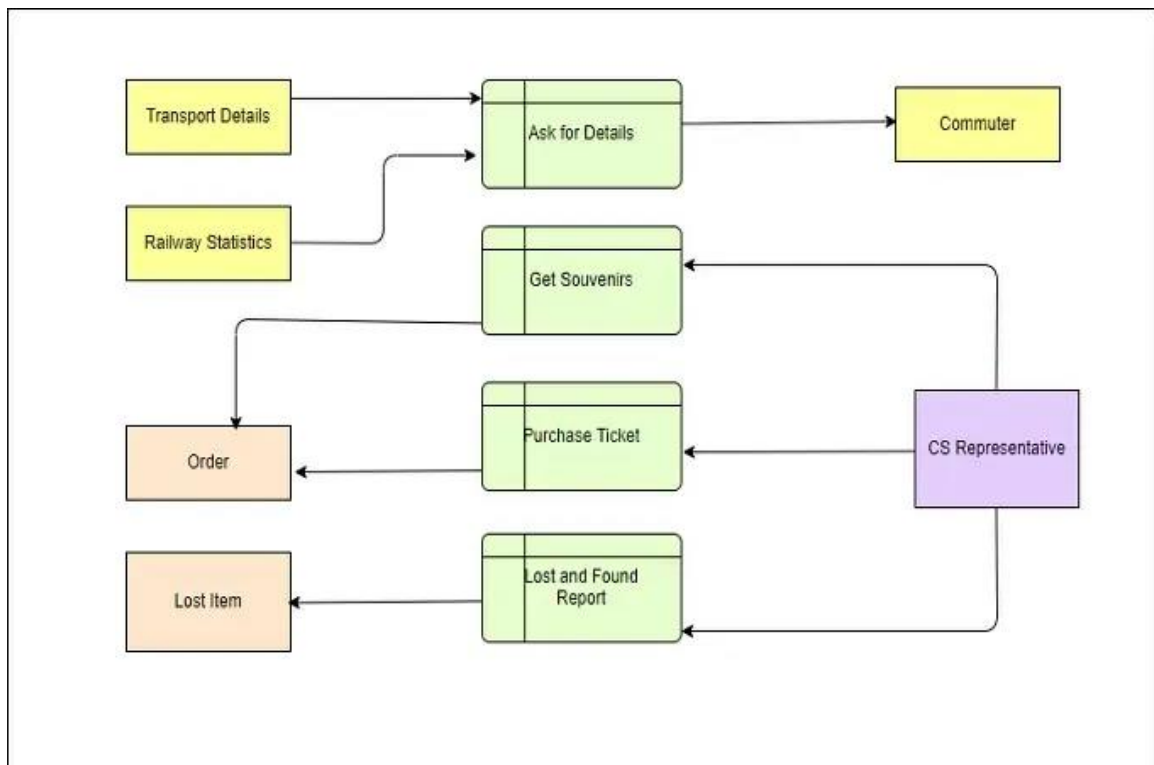 Transport Details
Ask for Details
Commuter
Railway Statistics
Get Souvenirs
Order
Purchase Ticket
CS Representative
Lost Item
Lost and Found
Report